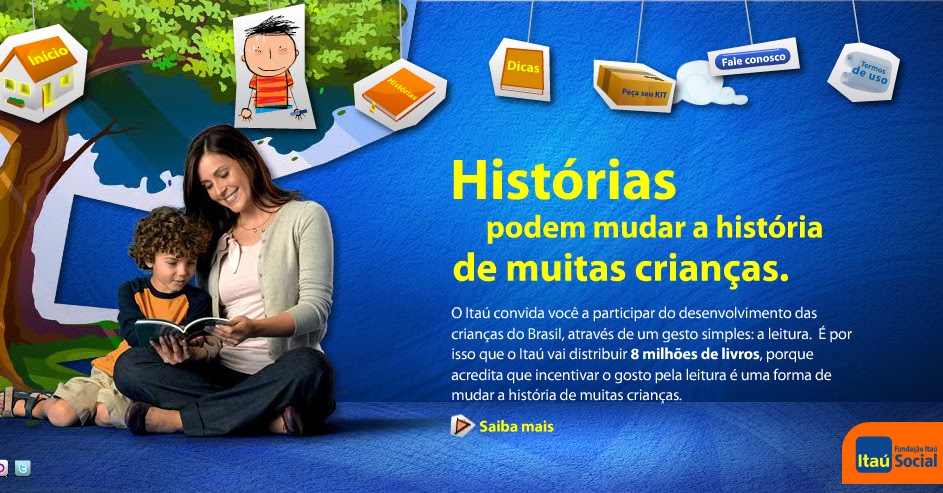 Início
Histórias
Dicas
Peça seu KIT
Fale conosco
Termos
de uso
Histórias
podem mudar a história
de muitas crianças.
O Itaú convida você a participar do desenvolvimento das
crianças do Brasil, através de um gesto simples: a leitura. É por
isso que o Itaú vai distribuir 8 milhões de livros, porque
acredita que incentivar o gosto pela leitura é uma forma de
mudar a história de muitas crianças.
Saiba mais
Itaú
Fundação Itaú
Social